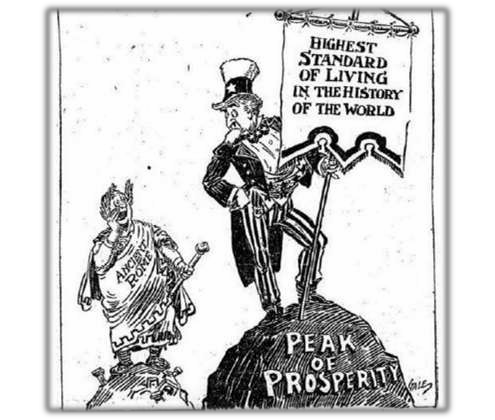 HIGHEST
STANDARD
OF LIVING
IN THE HISTORY
OF THE WORLD
ANCIENT
ROME
PEAK
OF
PROSPERITY